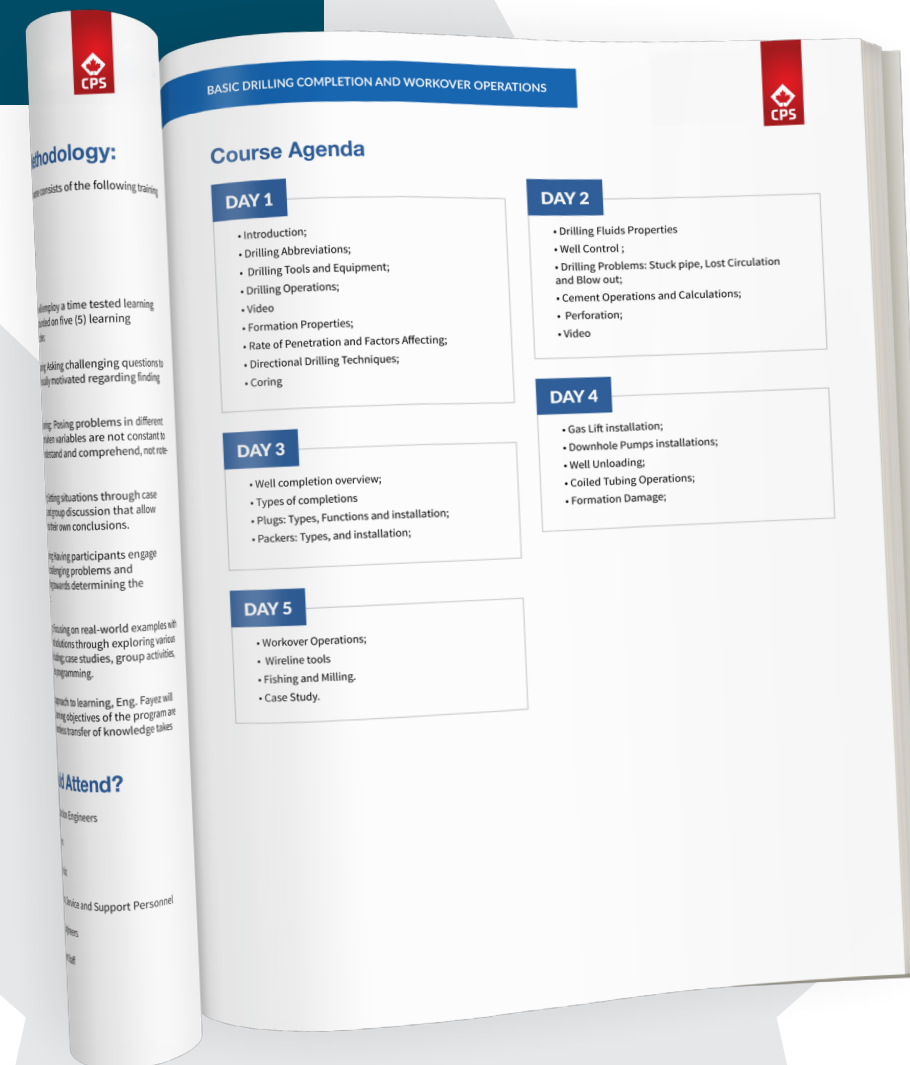 CPS
ethodology:
consists of the following training
employ a time tested learning
on five (5) learning
Asking challenging questions to
motivated regarding finding
Posing problems in different
variables are not constant to
and comprehend, not rote-
situations through case
group discussion that allow
their own conclusions.
Having participants engage
problems and
determining the
focusing on real-world examples with
solutions through exploring various
case studies, group activities,
programming.
to learning, Eng. Fayez will
objectives of the program are
transfer of knowledge takes
Attend?
Engineers
Service and Support Personnel
BASIC DRILLING COMPLETION AND WORKOVER OPERATIONS
CPS
Course Agenda
DAY 1
• Introduction;
• Drilling Abbreviations;
• Drilling Tools and Equipment;
• Drilling Operations;
• Video
• Formation Properties;
• Rate of Penetration and Factors Affecting;
• Directional Drilling Techniques;
• Coring
DAY 2
• Drilling Fluids Properties
• Well Control ;
• Drilling Problems: Stuck pipe, Lost Circulation
and Blow out;
• Cement Operations and Calculations;
• Perforation;
• Video
DAY 3
• Well completion overview;
• Types of completions
• Plugs: Types, Functions and installation;
• Packers: Types, and installation;
DAY 4
• Gas Lift installation;
• Downhole Pumps installations;
• Well Unloading;
• Coiled Tubing Operations;
• Formation Damage;
DAY 5
• Workover Operations;
• Wireline tools
• Fishing and Milling.
• Case Study.